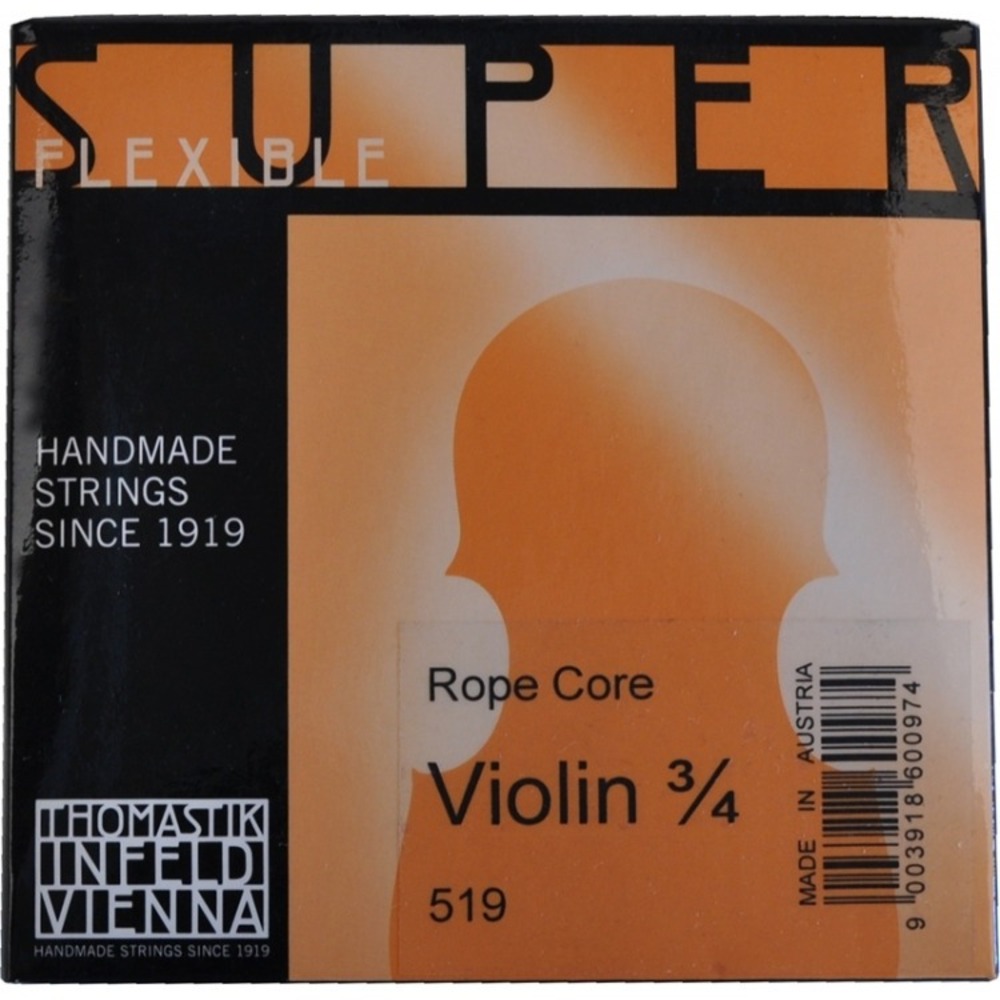 SUPER
FLEXIBLE
HANDMADE
STRINGS
SINCE 1919
Rope Core
Violin ¾
519
MADE IN AUSTRIA
9 003918 600974
THOMASTIK
INFELD
VIENNA
HANDMADE STRINGS SINCE 1919